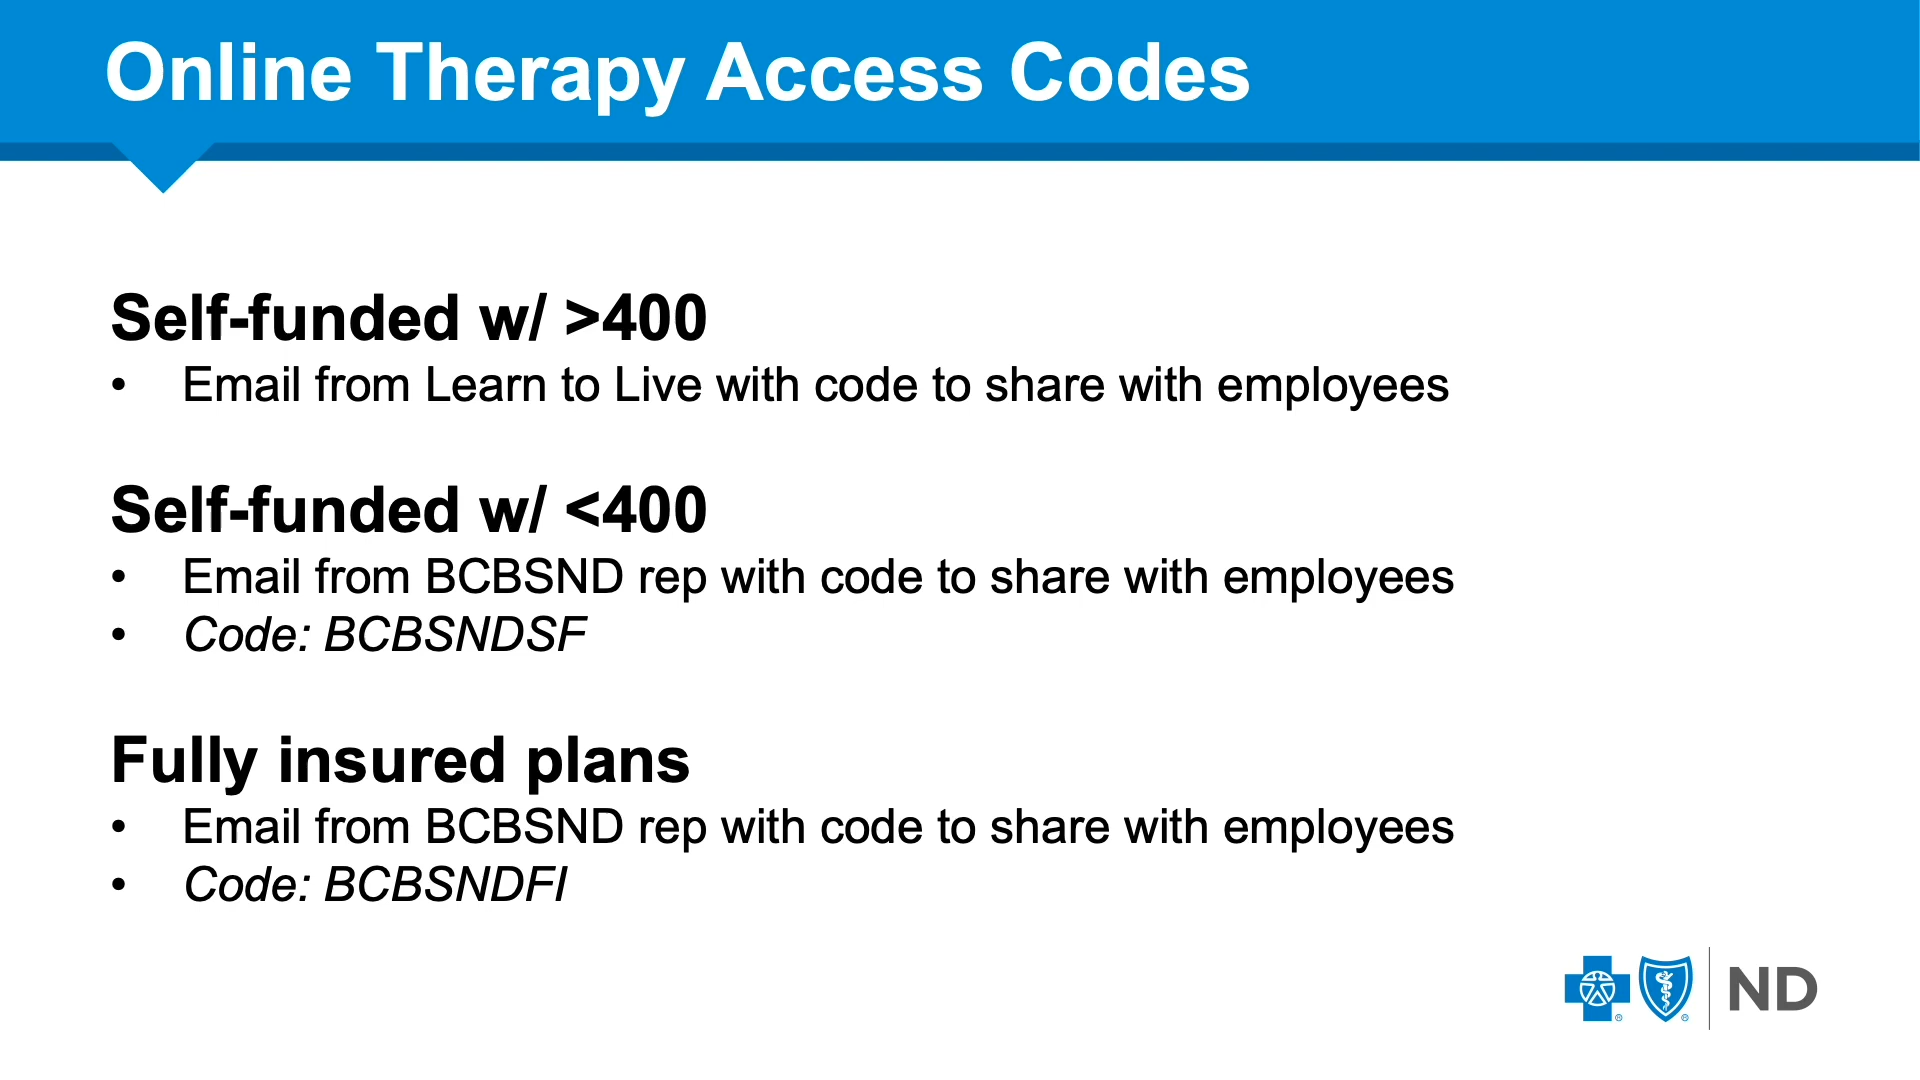 Online Therapy Access Codes
Self-funded w/ >400
• Email from Learn to Live with code to share with employees
Self-funded w/ <400
• Email from BCBSND rep with code to share with employees
• Code: BCBSNDSF
Fully insured plans
• Email from BCBSND rep with code to share with employees
• Code: BCBSNDFI
® ® ND